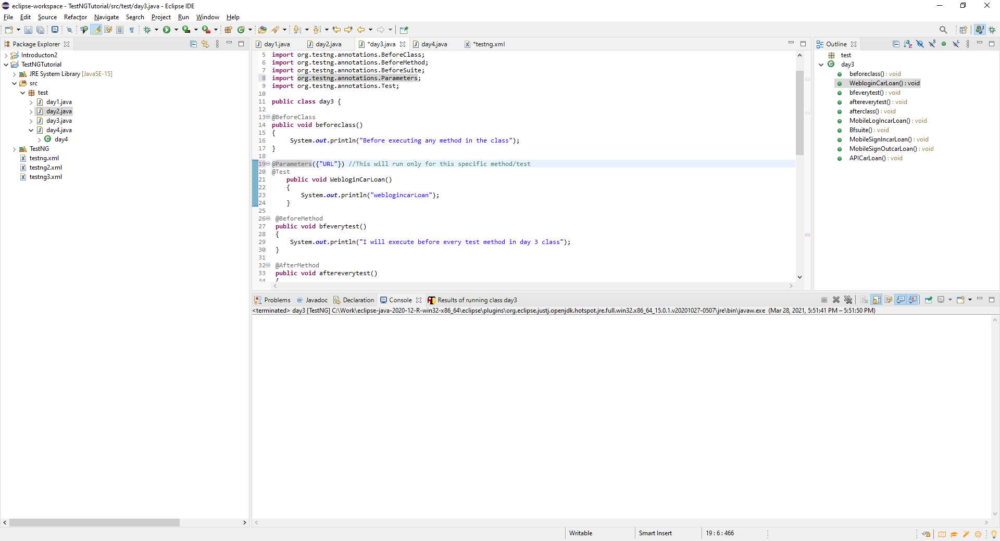 eclipse-workspace - TestNGTutorial/src/test/day3.java - Eclipse IDE
File Edit Source Refactor Navigate Search Project Run Window Help
Package Explorer
Introducton2
TestNGTutorial
JRE System Library [JavaSE-15]
src
test
day1.java
day2.java
day3.java
day4.java
day4
TestNG
testng.xml
testng2.xml
testng3.xml
day1.java day2.java *day3.java day4.java *testng.xml
5 import org.testng.annotations.BeforeClass;
6 import org.testng.annotations.BeforeMethod;
7 import org.testng.annotations.BeforeSuite;
8 import org.testng.annotations.Parameters;
9 import org.testng.annotations.Test;
10
11 public class day3 {
12
13 @BeforeClass
14 public void beforeclass()
15 {
16 System.out.println("Before executing any method in the class");
17 }
18
19 @Parameters({"URL"}) //This will run only for this specific method/test
20 @Test
21 public void WebloginCarLoan()
22 {
23 System.out.println("weblogincarLoan");
24 }
25
26 @BeforeMethod
27 public void bfeverytest()
28 {
29 System.out.println("I will execute before every test method in day 3 class");
30 }
31
32 @AfterMethod
33 public void aftereverytest()
34 {
Outline
test
day3
beforeclass() : void
WebloginCarLoan() : void
bfeverytest() : void
aftereverytest() : void
afterclass() : void
MobileLogIncarLoan() : void
Bfsuite() : void
MobileSignIncarLoan() : void
MobileSignOutcarLoan() : void
APICarLoan() : void
Problems @ Javadoc Declaration Console Results of running class day3
<terminated> day3 [TestNG] C:\Work\eclipse-java-2020-12-R-win32-x86_64\eclipse\plugins\org.eclipse.justj.openjdk.hotspot.jre.full.win32.x86_64_15.0.1.v20201027-0507\jre\bin\javaw.exe (Mar 28, 2021, 5:51:41 PM – 5:51:50 PM)
Writable Smart Insert 19 : 6 : 466